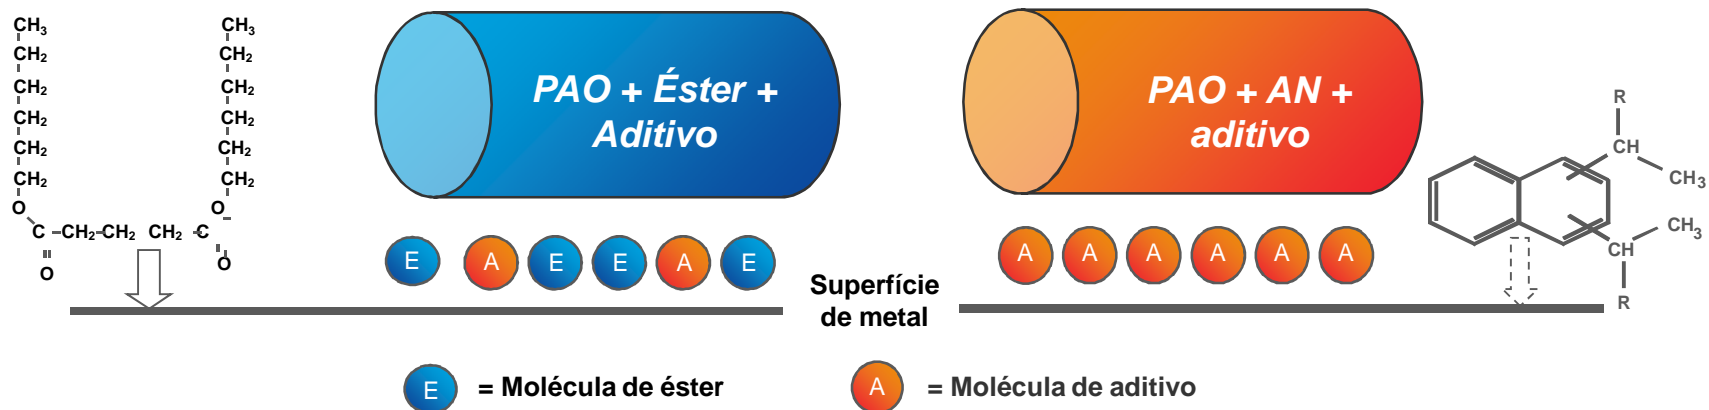 CH3
CH2
CH2
CH2
CH2
CH2
O
C –CH2–CH2 CH2 – C
O
O
CH3
CH2
CH2
CH2
CH2
CH2
O
PAO + Éster +
Aditivo
E A E E A E
Superfície
de metal
PAO + AN +
aditivo
A A A A A A
R
CH
CH3
CH3
CH
R
E = Molécula de éster
A = Molécula de aditivo